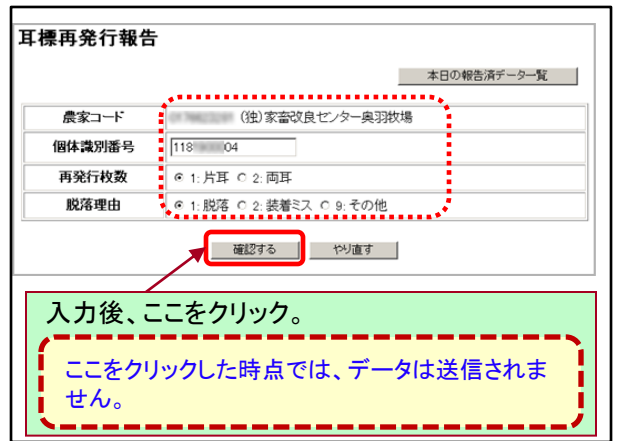 耳標再発行報告
本日の報告済データ一覧
農家コード (独)家畜改良センター奥羽牧場
個体識別番号 118 04
再発行枚数 1:片耳 2:両耳
脱落理由 1:脱落 2:装着ミス 9:その他
確認する やり直す
入力後、ここをクリック。
ここをクリックした時点では、データは送信されま
せん。